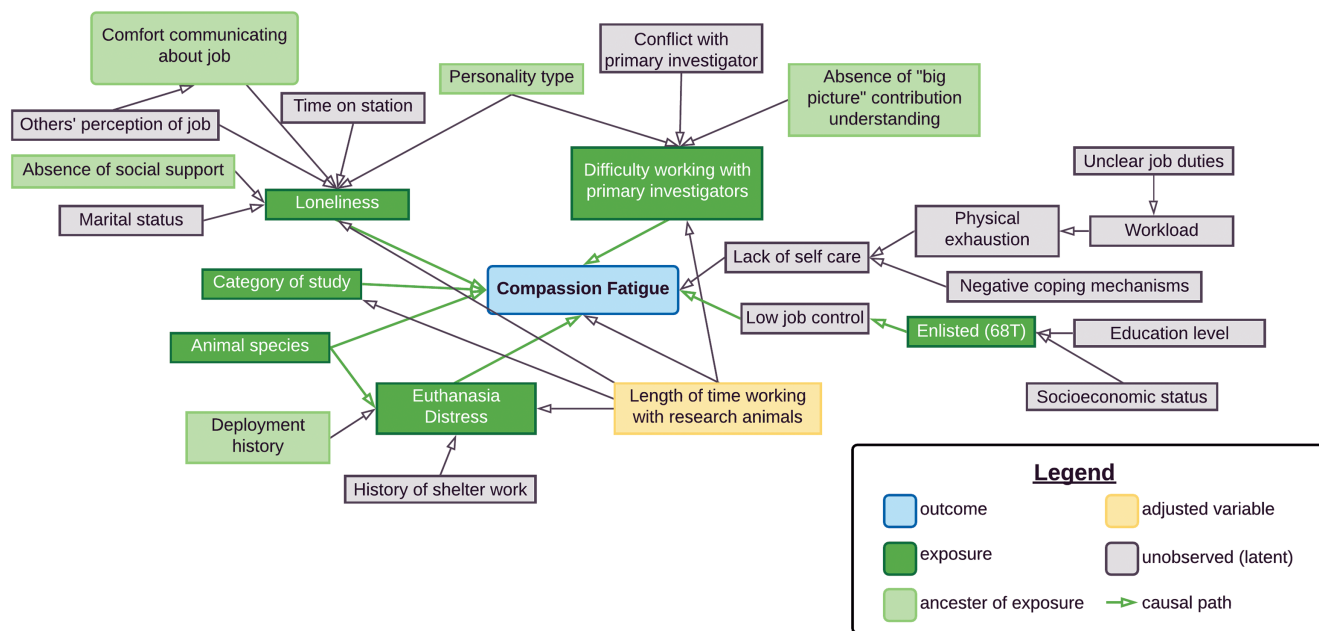 Comfort communicating
about job
Conflict with
primary investigator
Personality type
Absence of "big
picture" contribution
understanding
Time on station
Others' perception of job
Absence of social support
Loneliness
Marital status
Difficulty working with
primary investigators
Unclear job duties
Physical
exhaustion
Workload
Lack of self care
Negative coping mechanisms
Category of study
Compassion Fatigue
Low job control
Enlisted (68T)
Education level
Animal species
Euthanasia
Distress
Length of time working
with research animals
Socioeconomic status
Deployment
history
History of shelter work
Legend
outcome
adjusted variable
exposure
unobserved (latent)
ancester of exposure
causal path